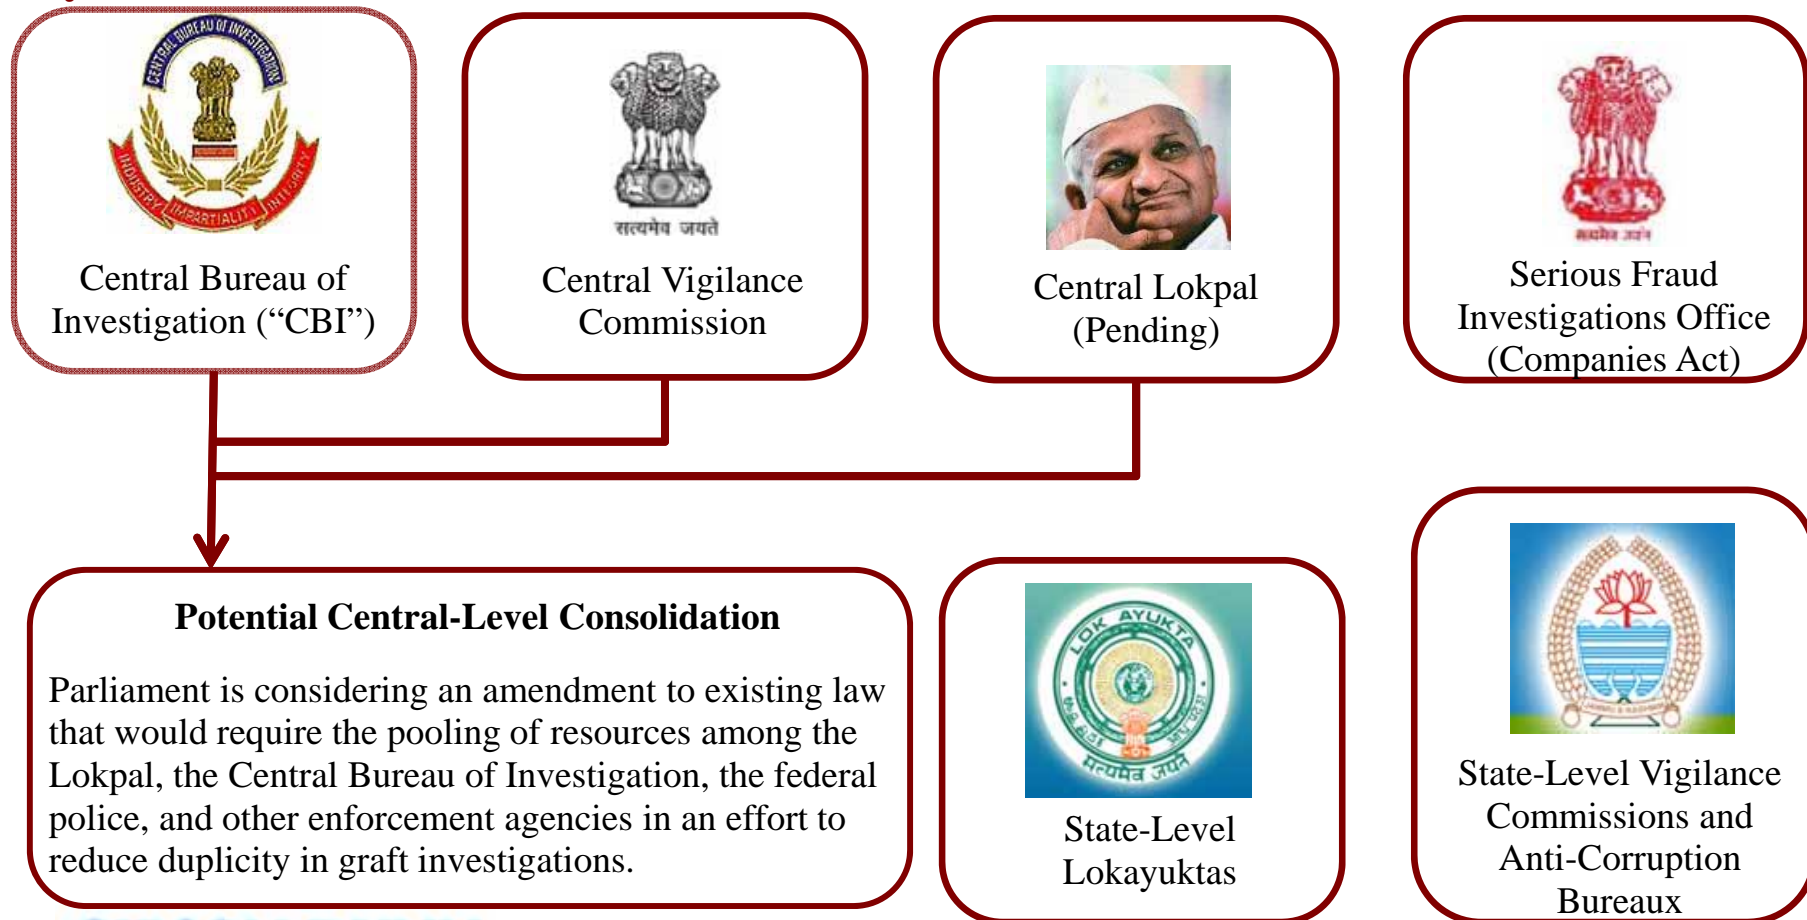 CENTRAL BUREAU OF INVESTIGATION
INDUSTRY IMPARTIALITY INTEGRITY
Central Bureau of
Investigation (“CBI”)
सत्यमेव जयते
Central Vigilance
Commission
Central Lokpal
(Pending)
सत्यमेव जयते
Serious Fraud
Investigations Office
(Companies Act)
Potential Central-Level Consolidation
Parliament is considering an amendment to existing law
that would require the pooling of resources among the
Lokpal, the Central Bureau of Investigation, the federal
police, and other enforcement agencies in an effort to
reduce duplicity in graft investigations.
LOK AYUKTA
सत्यमेव जयते
State-Level
Lokayuktas
State-Level Vigilance
Commissions and
Anti-Corruption
Bureaux